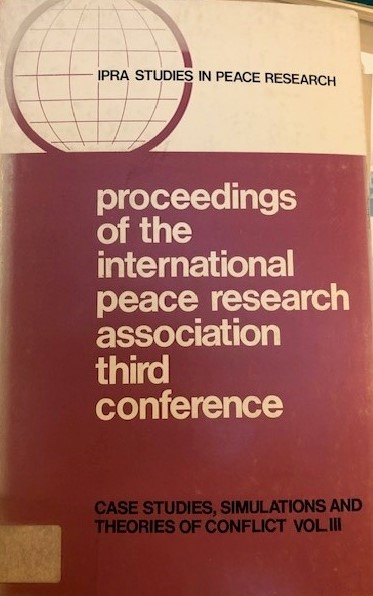 IPRA STUDIES IN PEACE RESEARCH
proceedings
of the
international
peace research
association
third
conference
CASE STUDIES, SIMULATIONS AND
THEORIES OF CONFLICT VOL. III